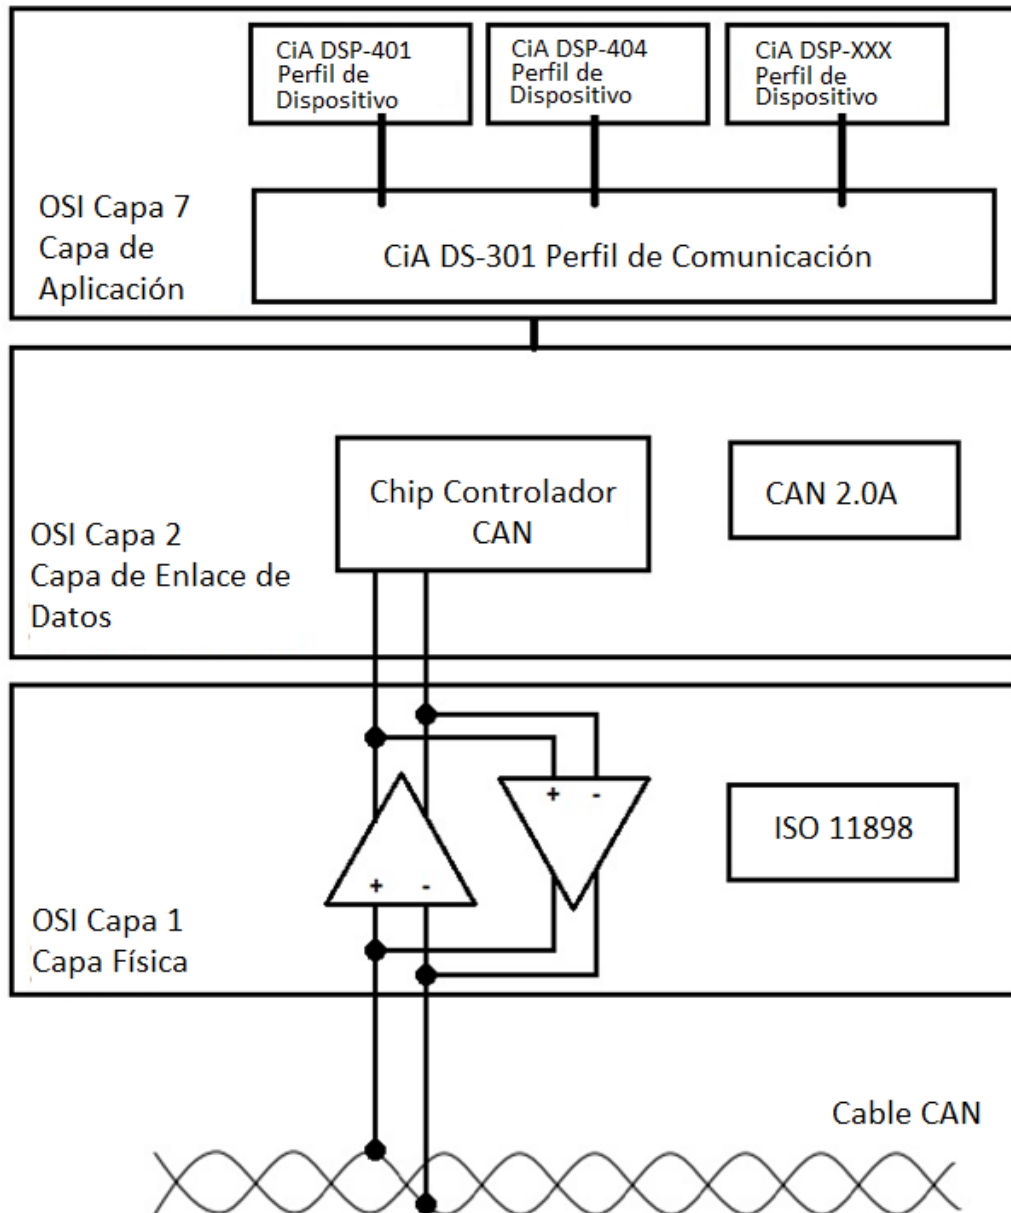 CiA DSP-401
Perfil de
Dispositivo
CiA DSP-404
Perfil de
Dispositivo
CiA DSP-XXX
Perfil de
Dispositivo
OSI Capa 7
Capa de
Aplicación
CiA DS-301 Perfil de Comunicación
Chip Controlador
CAN
CAN 2.0A
OSI Capa 2
Capa de Enlace de
Datos
+ -
ISO 11898
+ -
OSI Capa 1
Capa Física
Cable CAN